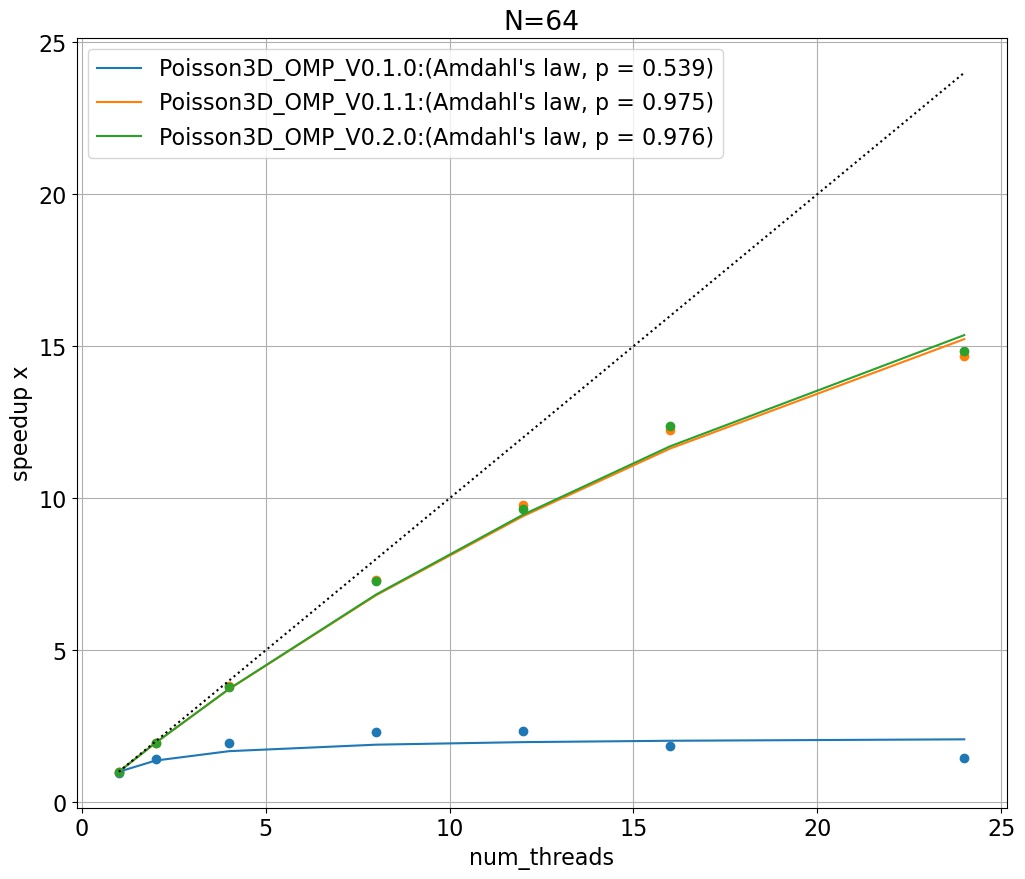 N=64
25
Poisson3D_OMP_V0.1.0:(Amdahl's law, p = 0.539)
Poisson3D_OMP_V0.1.1:(Amdahl's law, p = 0.975)
Poisson3D_OMP_V0.2.0:(Amdahl's law, p = 0.976)
20
15
speedup x
10
5
0
0 5 10 15 20 25
num_threads